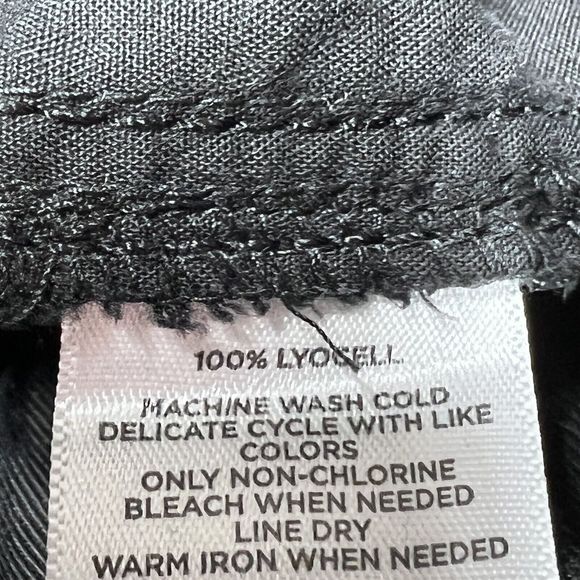 100% LYOCELL
MACHINE WASH COLD
DELICATE CYCLE WITH LIKE
COLORS
ONLY NON-CHLORINE
BLEACH WHEN NEEDED
LINE DRY
WARM IRON WHEN NEEDED